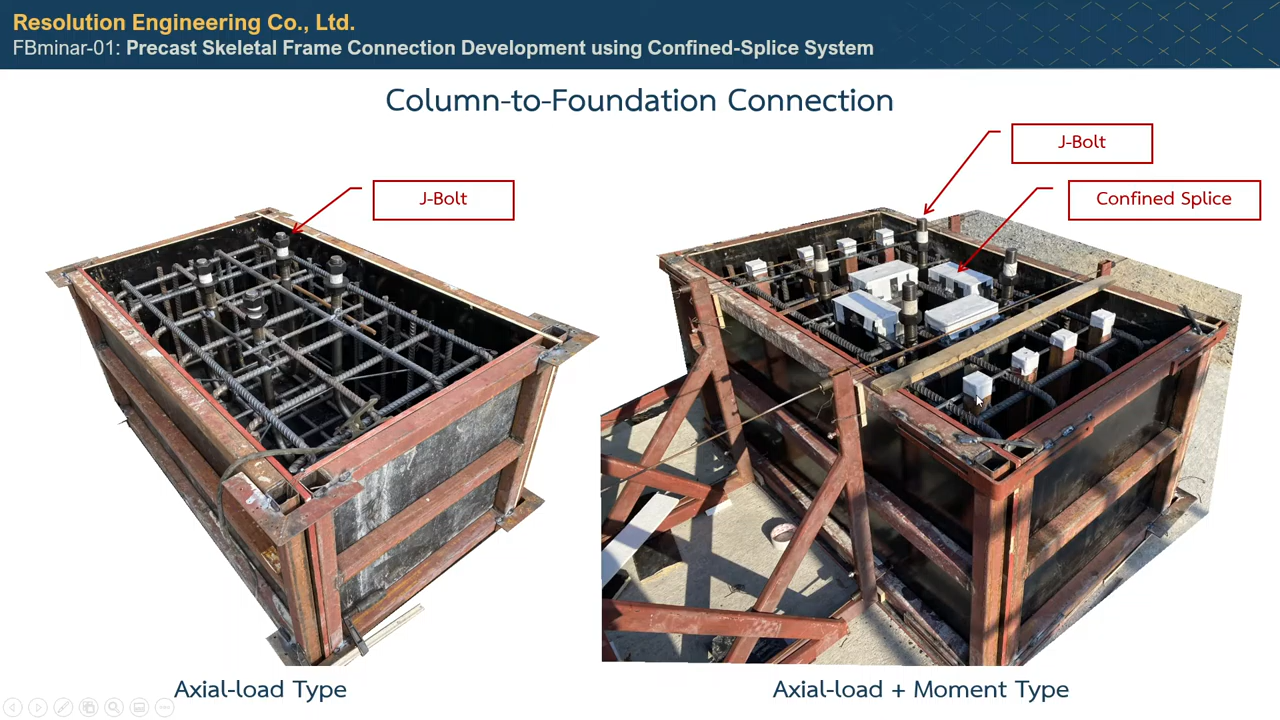 Resolution Engineering Co., Ltd.
FBminar-01: Precast Skeletal Frame Connection Development using Confined-Splice System
Column-to-Foundation Connection
J-Bolt
J-Bolt
Confined Splice
Axial-load Type
Axial-load + Moment Type